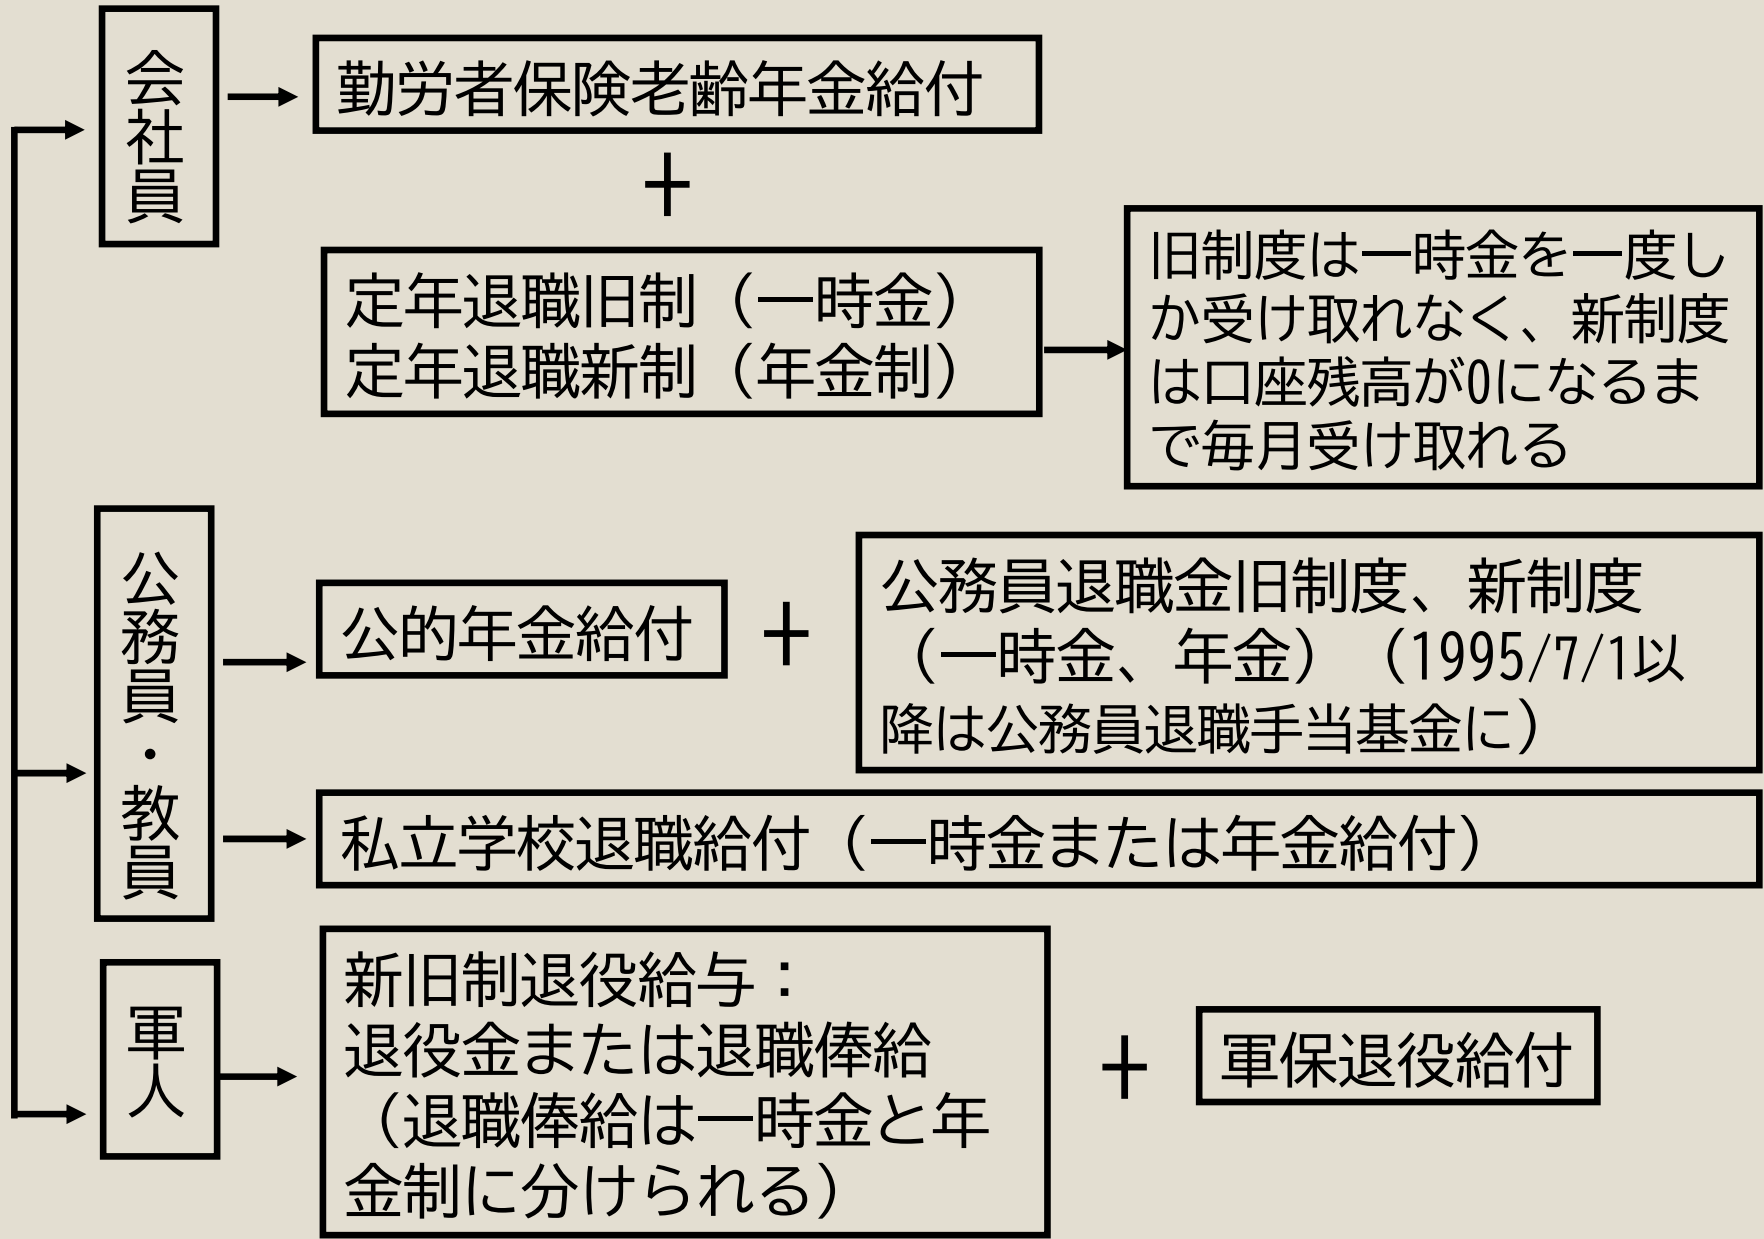 会社員
勤労者保険老齢年金給付
+
定年退職旧制（一時金）
定年退職新制（年金制）
旧制度は一時金を一度し
か受け取れなく、新制度
は口座残高が0になるま
で毎月受け取れる
公務員・教員
公的年金給付
+
公務員退職金旧制度、新制度
（一時金、年金）（1995/7/1以
降は公務員退職手当基金に）
私立学校退職給付（一時金または年金給付）
軍人
新旧制退役給与：
退役金または退職俸給
（退職俸給は一時金と年
金制に分けられる）
+
軍保退役給付